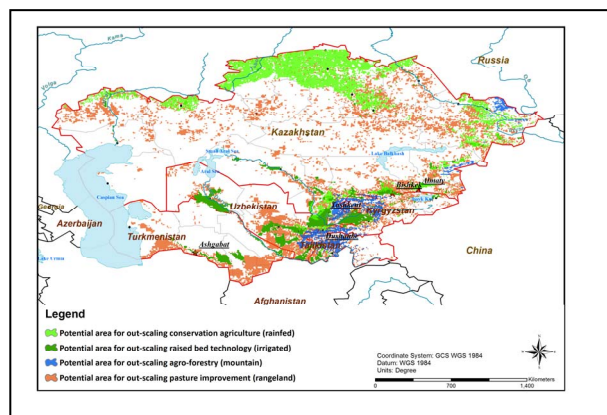 Kama
Volga
Russia
Kazakhstan
Lake Balkhash
Aral Sea
Caspian Sea
Georgia
Azerbaijan
Uzbekistan
Bishkek
Almaty
Tashkent
Kyrgyzstan
Turkmenistan
Ashgabat
Dushanbe
Tajikistan
China
Afghanistan
Legend
Potential area for out-scaling conservation agriculture (rainfed)
Potential area for out-scaling raised bed technology (irrigated)
Potential area for out-scaling agro-forestry (mountain)
Potential area for out-scaling pasture improvement (rangeland)
Coordinate System: GCS WGS 1984
Datum: WGS 1984
Units: Degree
Kilometers
0 700 1,400